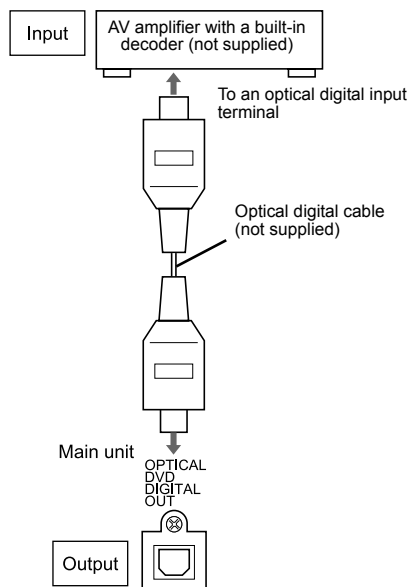 Input
AV amplifier with a built-in
decoder (not supplied)
To an optical digital input
terminal
Optical digital cable
(not supplied)
Main unit
OPTICAL
DVD
DIGITAL
OUT
Output